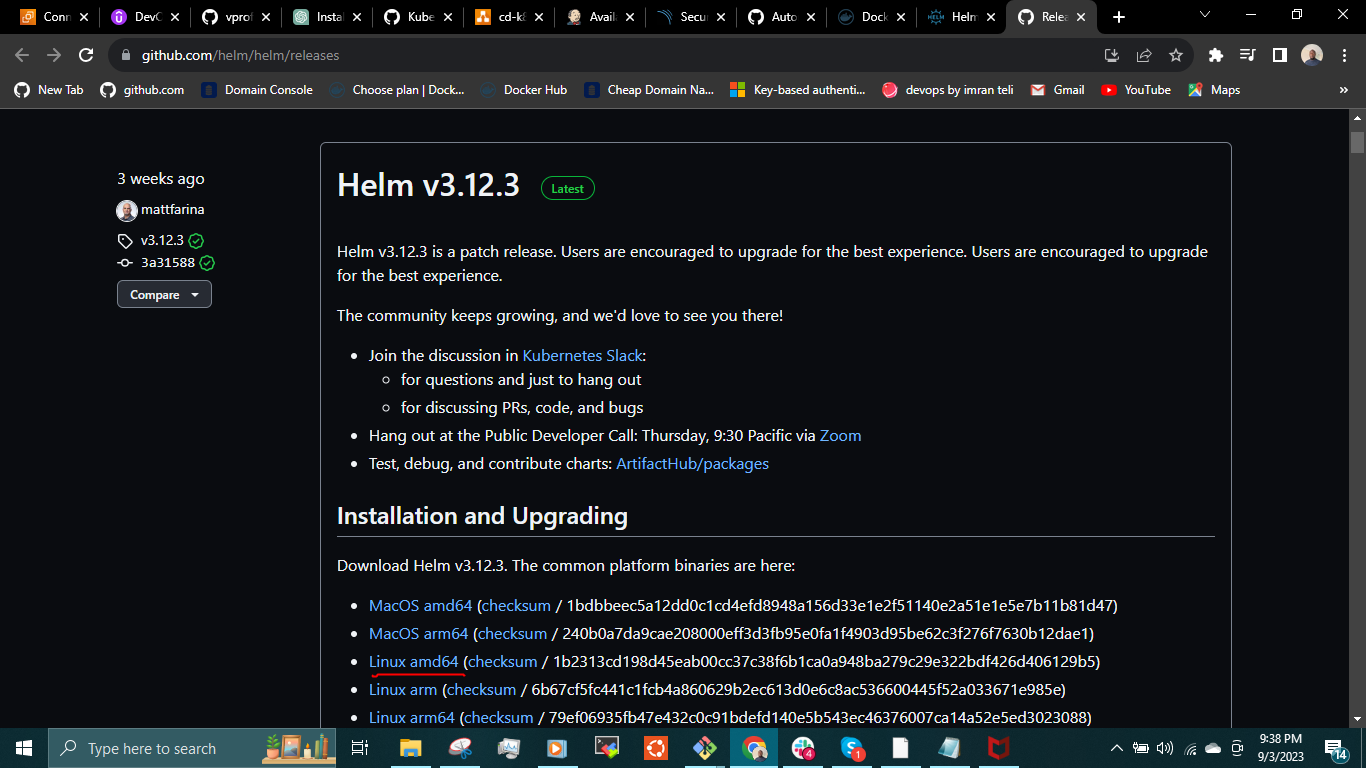 Conn
DevO
vprof
Instal
Kube
cd-k8
Availa
Secur
Auto
Dock
Helm
Relea
github.com/helm/helm/releases
New Tab
github.com
Domain Console
Choose plan | Dock...
Docker Hub
Cheap Domain Na...
Key-based authenti...
devops by imran teli
Gmail
YouTube
Maps
»
3 weeks ago
mattfarina
v3.12.3
3a31588
Compare
Helm v3.12.3 Latest
Helm v3.12.3 is a patch release. Users are encouraged to upgrade for the best experience. Users are encouraged to upgrade
for the best experience.
The community keeps growing, and we'd love to see you there!
Join the discussion in Kubernetes Slack:
for questions and just to hang out
for discussing PRs, code, and bugs
Hang out at the Public Developer Call: Thursday, 9:30 Pacific via Zoom
Test, debug, and contribute charts: ArtifactHub/packages
Installation and Upgrading
Download Helm v3.12.3. The common platform binaries are here:
MacOS amd64 (checksum / 1bdbbeec5a12dd0c1cd4efd8948a156d33e1e2f51140e2a51e1e5e7b11b81d47)
MacOS arm64 (checksum / 240b0a7da9cae208000eff3d3fb95e0fa1f4903d95be62c3f276f7630b12dae1)
Linux amd64 (checksum / 1b2313cd198d45eab00cc37c38f6b1ca0a948ba279c29e322bdf426d406129b5)
Linux arm (checksum / 6b67cf5fc441c1fcb4a860629b2ec613d0e6c8ac536600445f52a033671e985e)
Linux arm64 (checksum / 79ef06935fb47e432c0c91bdefd140e5b543ec46376007ca14a52e5ed3023088)
Type here to search
4
1
9:38 PM
9/3/2023
14